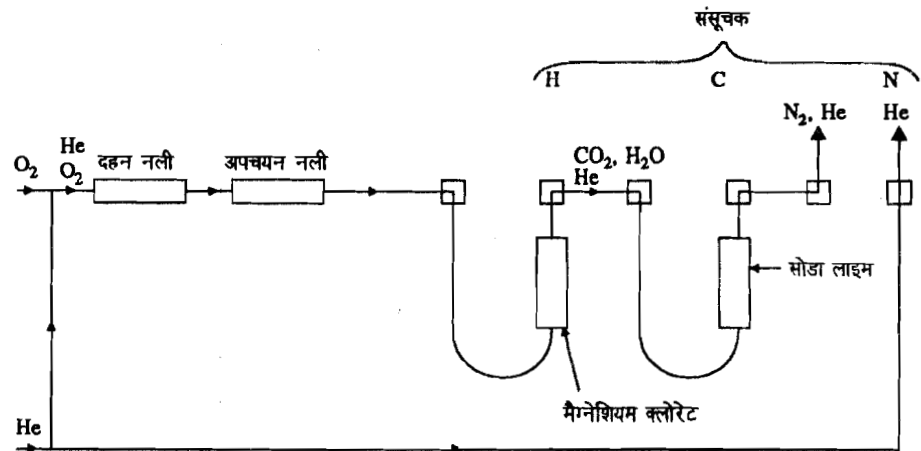 संसूचक
H C N
N₂, He He
He
O₂ O₂ दहन नली अपचयन नली CO₂, H₂O
He
सोडा लाइम
मैग्नेशियम क्लोरेट
He